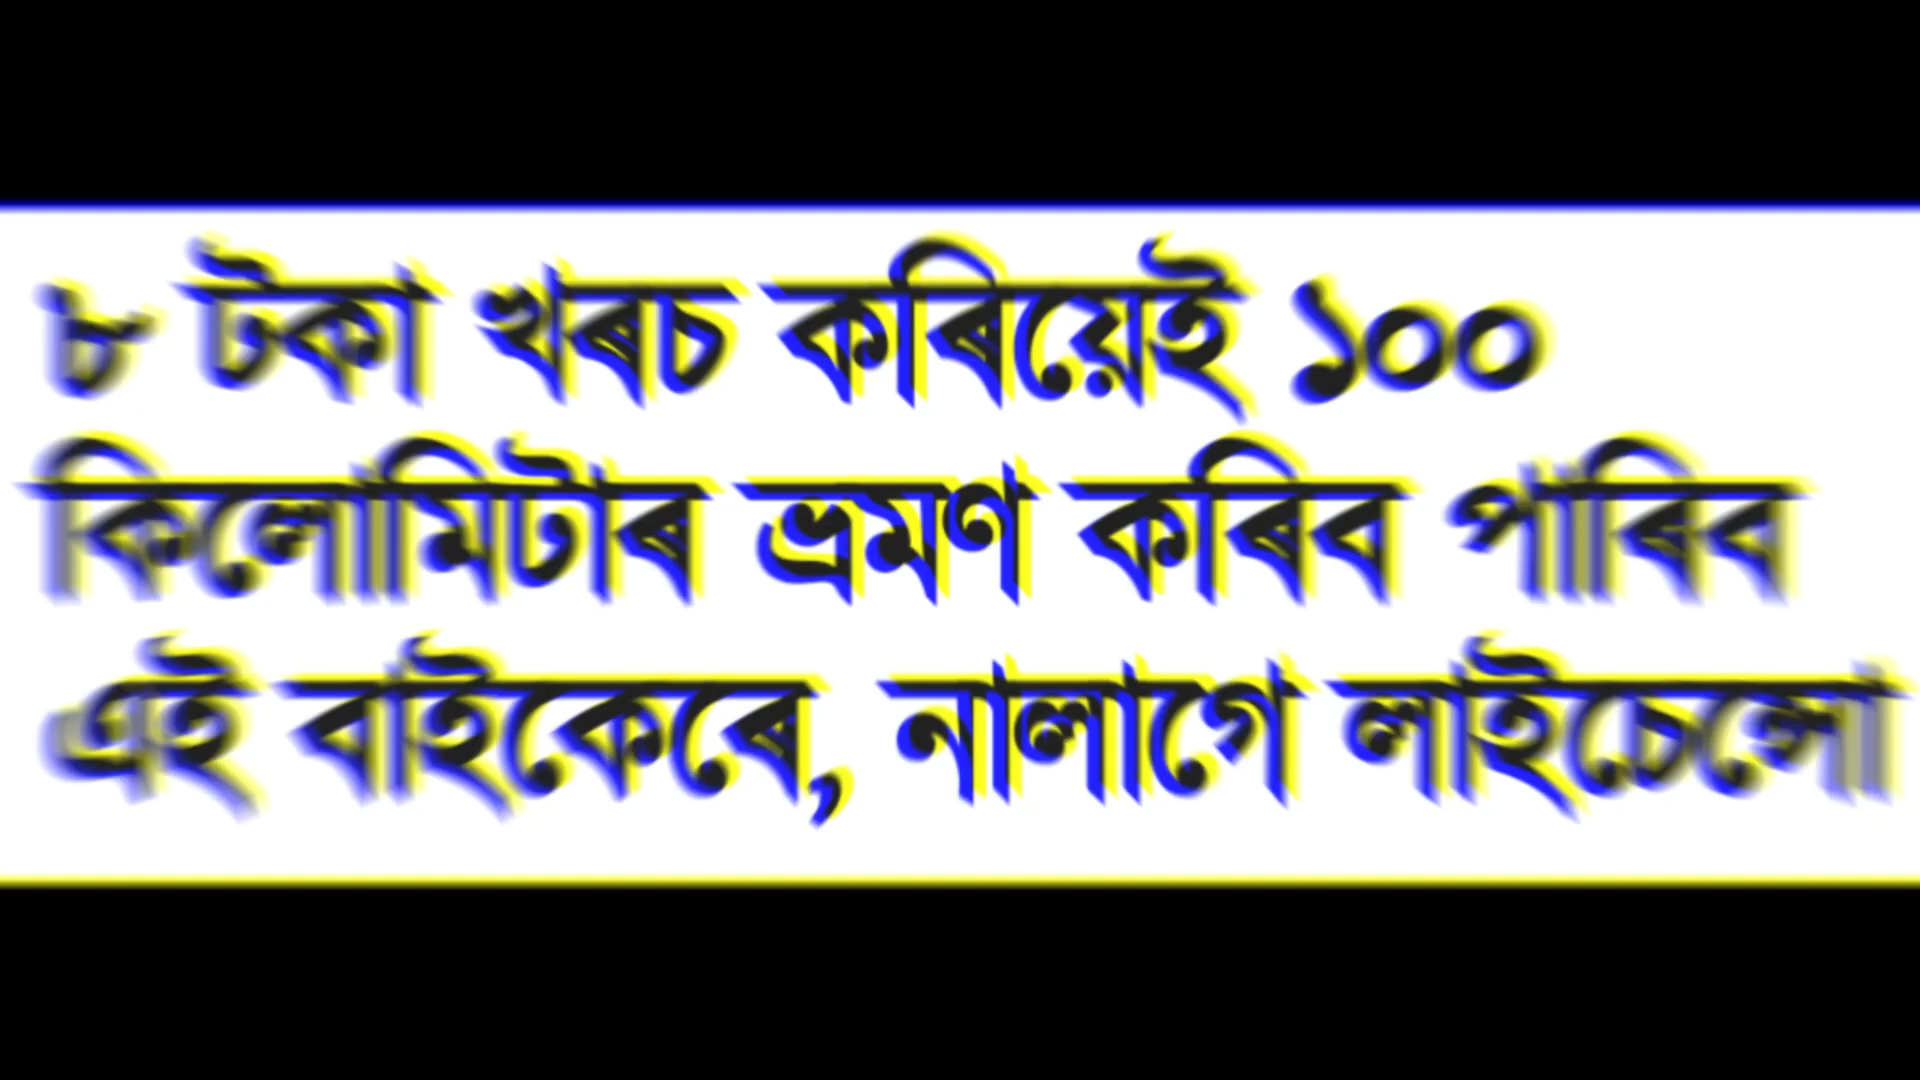 ৮ টকা খৰচ কৰিয়েই ১০০
কিলোমিটাৰ ভ্ৰমণ কৰিব পাৰিব
এই বাইকেৰে, নালাগে লাইচেন্সো